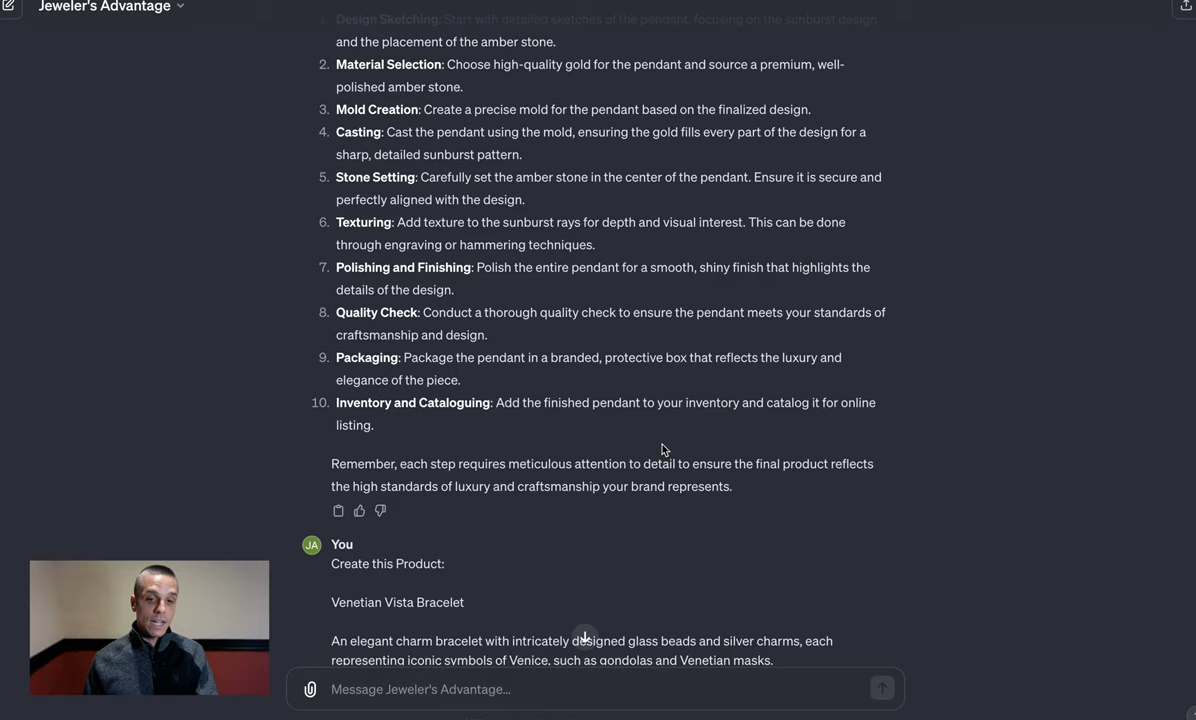 Jeweler's Advantage
Design Sketching: Start with detailed sketches of the pendant, focusing on the sunburst design
and the placement of the amber stone.
2. Material Selection: Choose high-quality gold for the pendant and source a premium, well-
polished amber stone.
3. Mold Creation: Create a precise mold for the pendant based on the finalized design.
4. Casting: Cast the pendant using the mold, ensuring the gold fills every part of the design for a
sharp, detailed sunburst pattern.
5. Stone Setting: Carefully set the amber stone in the center of the pendant. Ensure it is secure and
perfectly aligned with the design.
6. Texturing: Add texture to the sunburst rays for depth and visual interest. This can be done
through engraving or hammering techniques.
7. Polishing and Finishing: Polish the entire pendant for a smooth, shiny finish that highlights the
details of the design.
8. Quality Check: Conduct a thorough quality check to ensure the pendant meets your standards of
craftsmanship and design.
9. Packaging: Package the pendant in a branded, protective box that reflects the luxury and
elegance of the piece.
10. Inventory and Cataloguing: Add the finished pendant to your inventory and catalog it for online
listing.
Remember, each step requires meticulous attention to detail to ensure the final product reflects
the high standards of luxury and craftsmanship your brand represents.
JA You
Create this Product:
Venetian Vista Bracelet
An elegant charm bracelet with intricately designed glass beads and silver charms, each
representing iconic symbols of Venice, such as gondolas and Venetian masks.
Message Jeweler's Advantage...